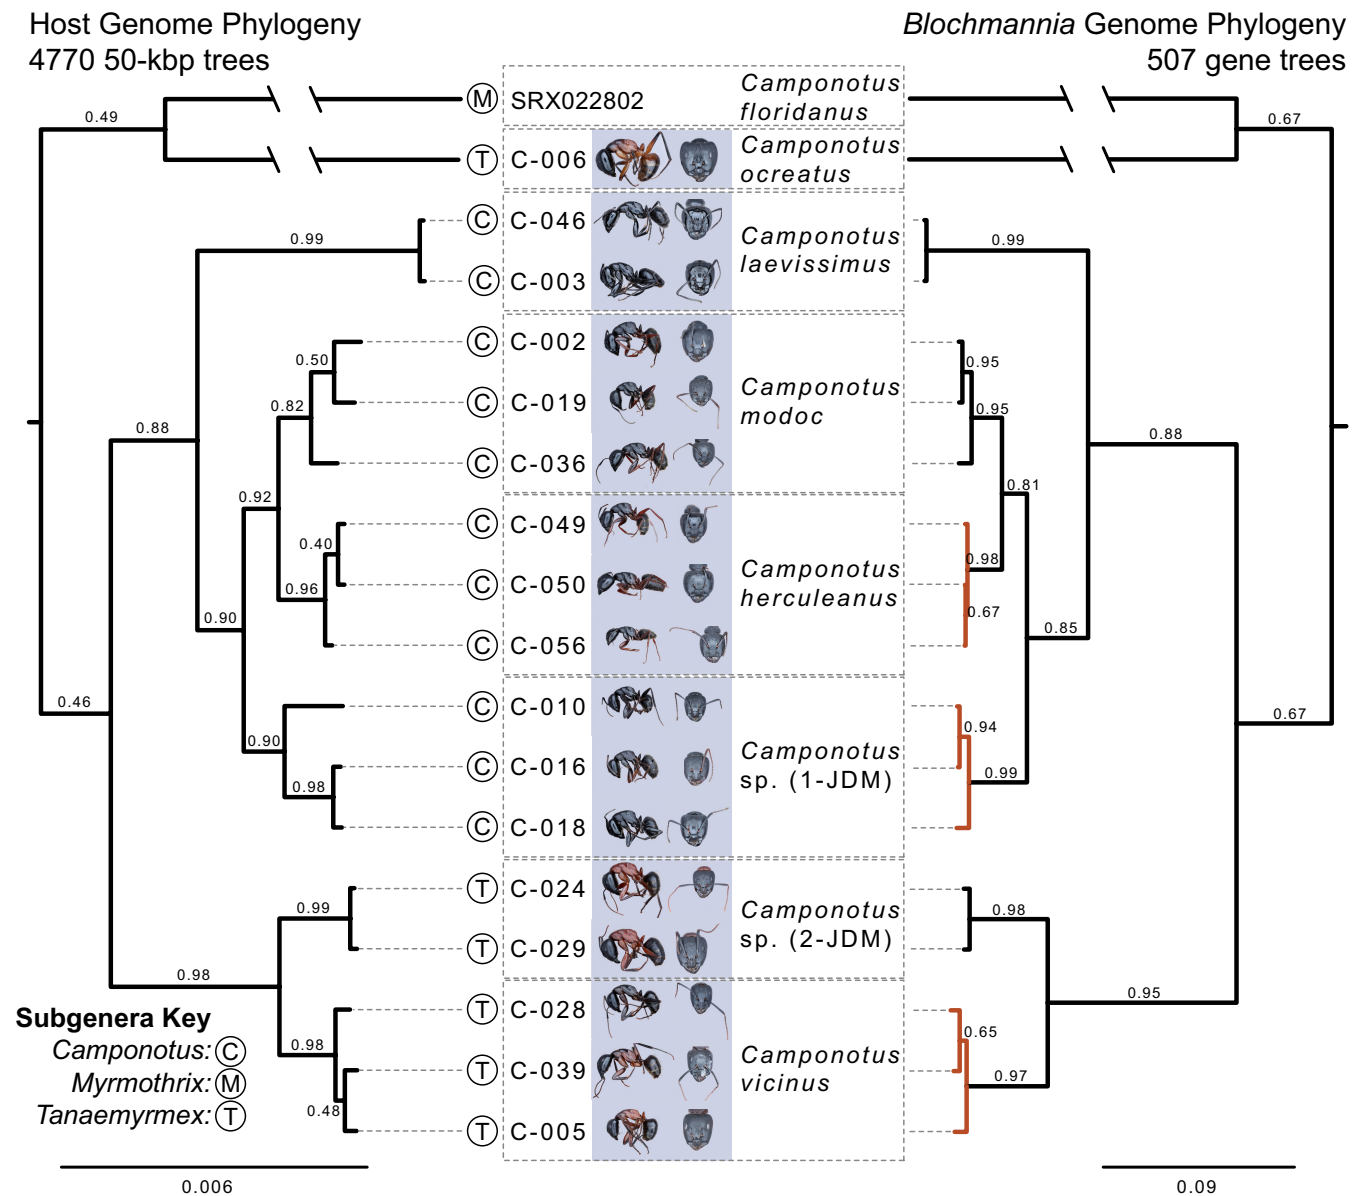 Host Genome Phylogeny
4770 50-kbp trees
Blochmannia Genome Phylogeny
507 gene trees
M SRX022802
Camponotus
floridanus
T C-006
Camponotus
ocreatus
C C-046
C C-003
Camponotus
laevissimus
C C-002
C C-019
C C-036
Camponotus
modoc
C C-049
C C-050
C C-056
Camponotus
herculeanus
C C-010
C C-016
C C-018
Camponotus
sp. (1-JDM)
T C-024
T C-029
Camponotus
sp. (2-JDM)
T C-028
T C-039
T C-005
Camponotus
vicinus
0.49
0.99
0.50
0.82
0.88
0.92
0.40
0.96
0.90
0.46
0.90
0.98
0.99
0.98
0.98
0.48
0.67
0.99
0.95
0.95
0.88
0.81
0.98
0.67
0.85
0.67
0.94
0.99
0.98
0.95
0.65
0.97
Subgenera Key
Camponotus: C
Myrmothrix: M
Tanaemyrmex: T
0.006
0.09